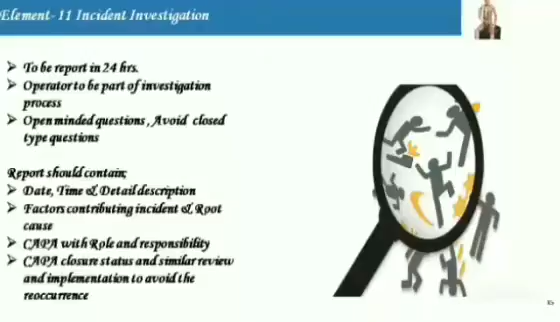 Element- 11 Incident Investigation
➢ To be report in 24 hrs.
➢ Operator to be part of investigation
process
➢ Open minded questions , Avoid closed
type questions
Report should contain;
➢ Date, Time & Detail description
➢ Factors contributing incident & Root
cause
➢ CAPA with Role and responsibility
➢ CAPA closure status and similar review
and implementation to avoid the
reoccurrence